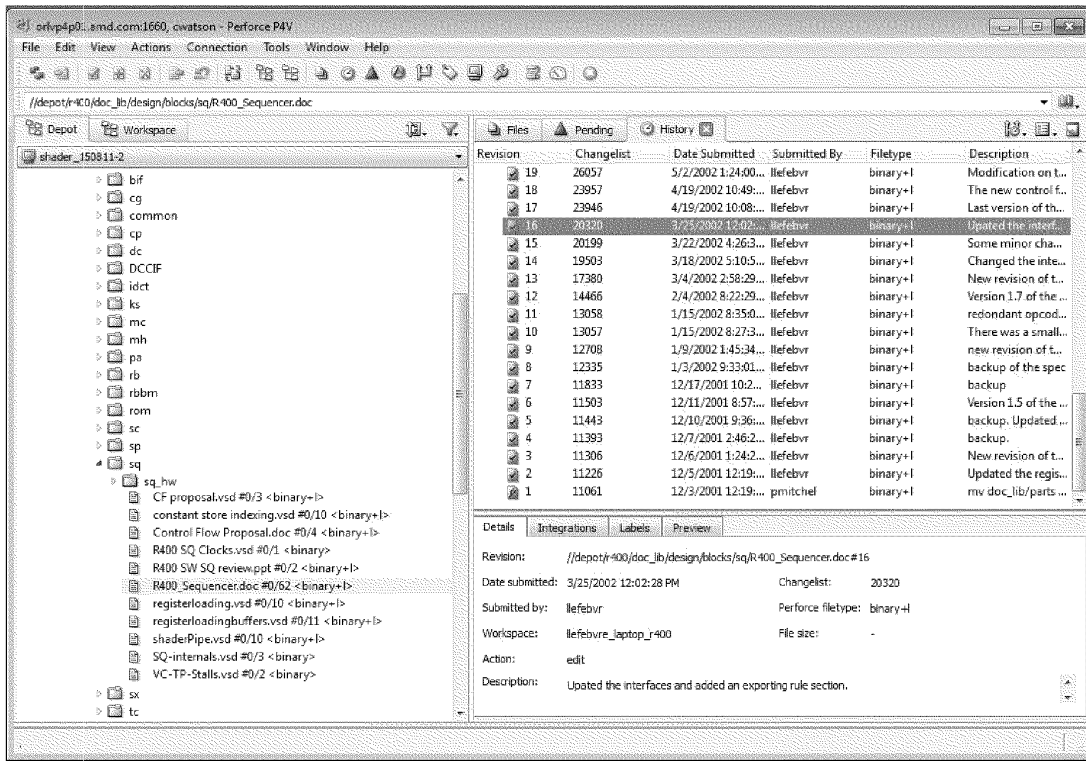 orlvp4p01.amd.com:1660, cwatson - Perforce P4V
File Edit View Actions Connection Tools Window Help
//depot/r400/doc_lib/design/blocks/sq/R400_Sequencer.doc
Depot Workspace
shader_150811-2
bif
cg
common
cp
dc
DCCIF
idct
ks
mc
mh
pa
rb
rbbm
rom
sc
sp
sq
sq_hw
CF proposal.vsd #0/3 <binary+l>
constant store indexing.vsd #0/10 <binary+l>
Control Flow Proposal.doc #0/4 <binary+l>
R400 SQ Clocks.vsd #0/1 <binary>
R400 SW SQ review.ppt #0/2 <binary+l>
R400_Sequencer.doc #0/62 <binary+l>
registerloading.vsd #0/10 <binary+l>
registerloadingbuffers.vsd #0/11 <binary+l>
shaderPipe.vsd #0/10 <binary+l>
SQ-internals.vsd #0/3 <binary>
VC-TP-Stalls.vsd #0/2 <binary>
sx
tc
Files Pending History
Revision Changelist Date Submitted Submitted By Filetype Description
19 26057 5/2/2002 1:24:00... llefebvr binary+l Modification on t...
18 23957 4/19/2002 10:49:... llefebvr binary+l The new control f...
17 23946 4/19/2002 10:08:... llefebvr binary+l Last version of th...
16 20320 3/25/2002 12:02:... llefebvr binary+l Upated the interf...
15 20199 3/22/2002 4:26:3... llefebvr binary+l Some minor cha...
14 19503 3/18/2002 5:10:5... llefebvr binary+l Changed the inte...
13 17380 3/4/2002 2:58:29... llefebvr binary+l New revision of t...
12 14466 2/4/2002 8:22:29... llefebvr binary+l Version 1.7 of the ...
11 13058 1/15/2002 8:35:0... llefebvr binary+l redondant opcod...
10 13057 1/15/2002 8:27:3... llefebvr binary+l There was a small...
9 12708 1/9/2002 1:45:34... llefebvr binary+l new revision of t...
8 12335 1/3/2002 9:33:01... llefebvr binary+l backup of the spec
7 11833 12/17/2001 10:2... llefebvr binary+l backup
6 11503 12/11/2001 8:57:... llefebvr binary+l Version 1.5 of the ...
5 11443 12/10/2001 9:36:... llefebvr binary+l backup. Updated ...
4 11393 12/7/2001 2:46:2... llefebvr binary+l backup.
3 11306 12/6/2001 1:24:2... llefebvr binary+l New revision of t...
2 11226 12/5/2001 12:19:... llefebvr binary+l Updated the regis...
1 11061 12/3/2001 12:19:... pmitchel binary+l mv doc_lib/parts ...
Details Integrations Labels Preview
Revision: //depot/r400/doc_lib/design/blocks/sq/R400_Sequencer.doc#16
Date submitted: 3/25/2002 12:02:28 PM Changelist: 20320
Submitted by: llefebvr Perforce filetype: binary+l
Workspace: llefebvre_laptop_r400 File size: -
Action: edit
Description: Upated the interfaces and added an exporting rule section.